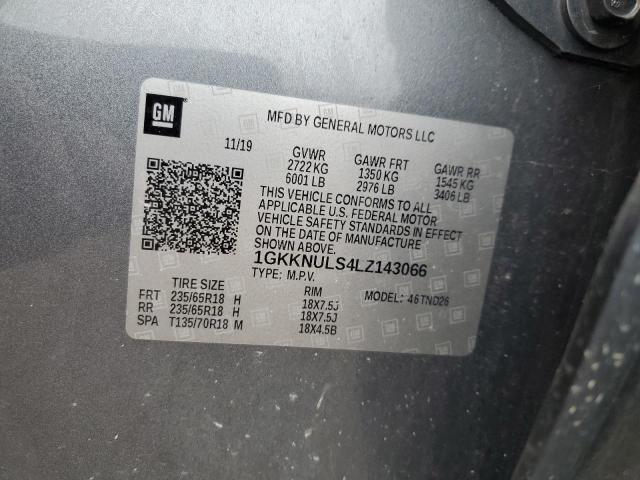 GM
MFD BY GENERAL MOTORS LLC
11/19 GVWR GAWR FRT GAWR RR
2722 KG 1350 KG 1545 KG
6001 LB 2976 LB 3406 LB
THIS VEHICLE CONFORMS TO ALL
APPLICABLE U.S. FEDERAL MOTOR
VEHICLE SAFETY STANDARDS IN EFFECT
ON THE DATE OF MANUFACTURE
SHOWN ABOVE.
1GKKNULS4LZ143066
TYPE: M.P.V.
TIRE SIZE RIM MODEL: 46TND26
FRT 235/65R18 H 18X7.5J
RR 235/65R18 H 18X7.5J
SPA T135/70R18 M 18X4.5B